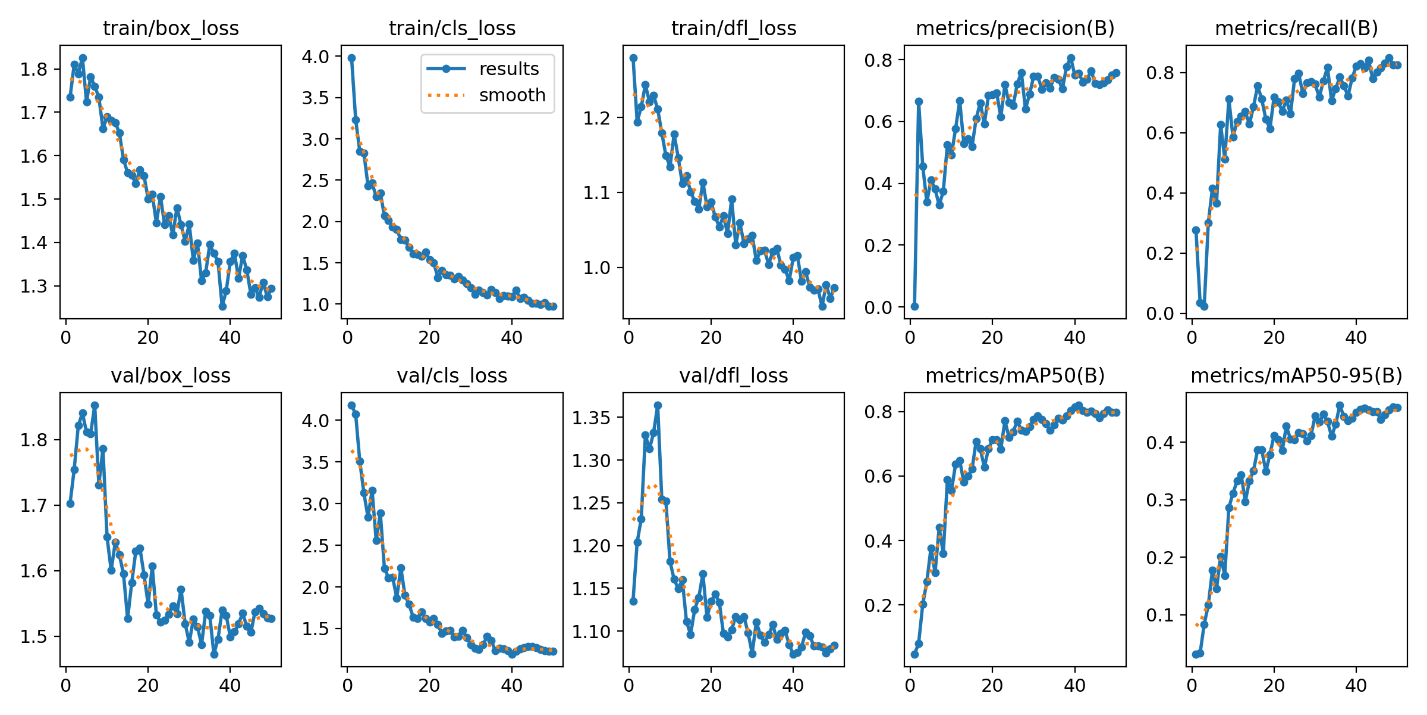 train/box_loss
1.8
1.7
1.6
1.5
1.4
1.3
0 20 40
train/cls_loss
results
smooth
4.0
3.5
3.0
2.5
2.0
1.5
1.0
0 20 40
train/dfl_loss
1.2
1.1
1.0
0 20 40
metrics/precision(B)
0.8
0.6
0.4
0.2
0.0
0 20 40
metrics/recall(B)
0.8
0.6
0.4
0.2
0.0
0 20 40
val/box_loss
1.8
1.7
1.6
1.5
0 20 40
val/cls_loss
4.0
3.5
3.0
2.5
2.0
1.5
0 20 40
val/dfl_loss
1.35
1.30
1.25
1.20
1.15
1.10
0 20 40
metrics/mAP50(B)
0.8
0.6
0.4
0.2
0 20 40
metrics/mAP50-95(B)
0.4
0.3
0.2
0.1
0 20 40